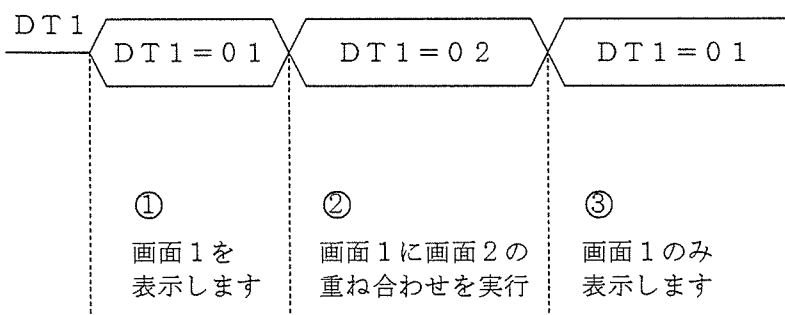 DT1
DT1=01 DT1=02 DT1=01
① ② ③
画面1を 画面1に画面2の 画面1のみ
表示します 重ね合わせを実行 表示します